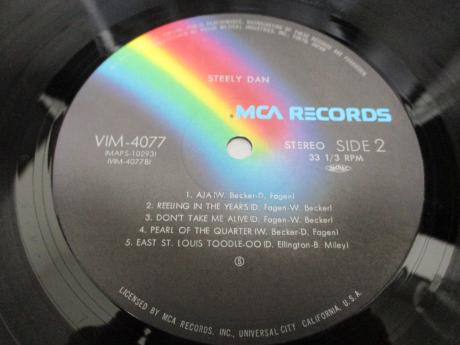 STEELY DAN
MCA RECORDS
VIM-4077
(MAPS-10293)
(VIM-4077B)
STEREO SIDE 2
33 1/3 RPM
1. AJA (W. Becker-D. Fagen)
2. REELING IN THE YEARS (D. Fagen-W. Becker)
3. DON'T TAKE ME ALIVE (D. Fagen-W. Becker)
4. PEARL OF THE QUARTER (W. Becker-D. Fagen)
5. EAST ST. LOUIS TOODLE-OO (D. Ellington-B. Miley)
S
LICENSED BY MCA RECORDS, INC., UNIVERSAL CITY CALIFORNIA, U.S.A.